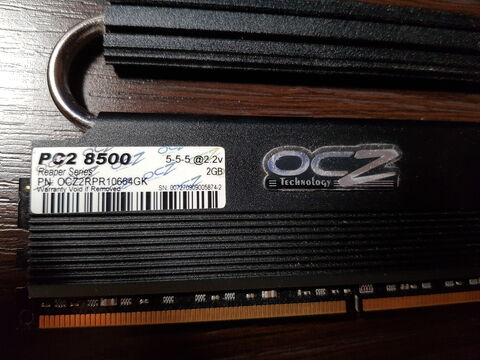 PC2 8500 5-5-5 @2.2v
Reaper Series 2GB
PN: OCZ2RPR10664GK
Warranty Void if Removed
OCZ
Technology